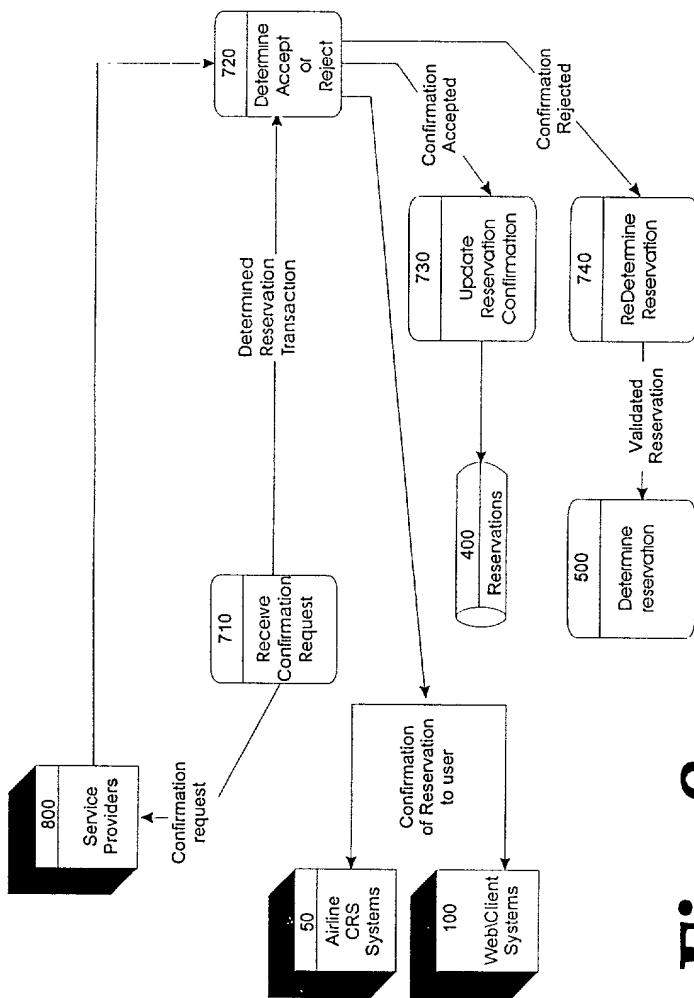 800
Service
Providers
Confirmation
request
710
Receive
Confirmation
Request
Determined
Reservation
Transaction
720
Determine
Accept
or
Reject
50
Airline
CRS
Systems
100
Web\Client
Systems
Confirmation
of Reservation
to user
Confirmation
Accepted
Confirmation
Rejected
400
Reservations
730
Update
Reservation
Confirmation
500
Determine
reservation
Validated
Reservation
740
ReDetermine
Reservation